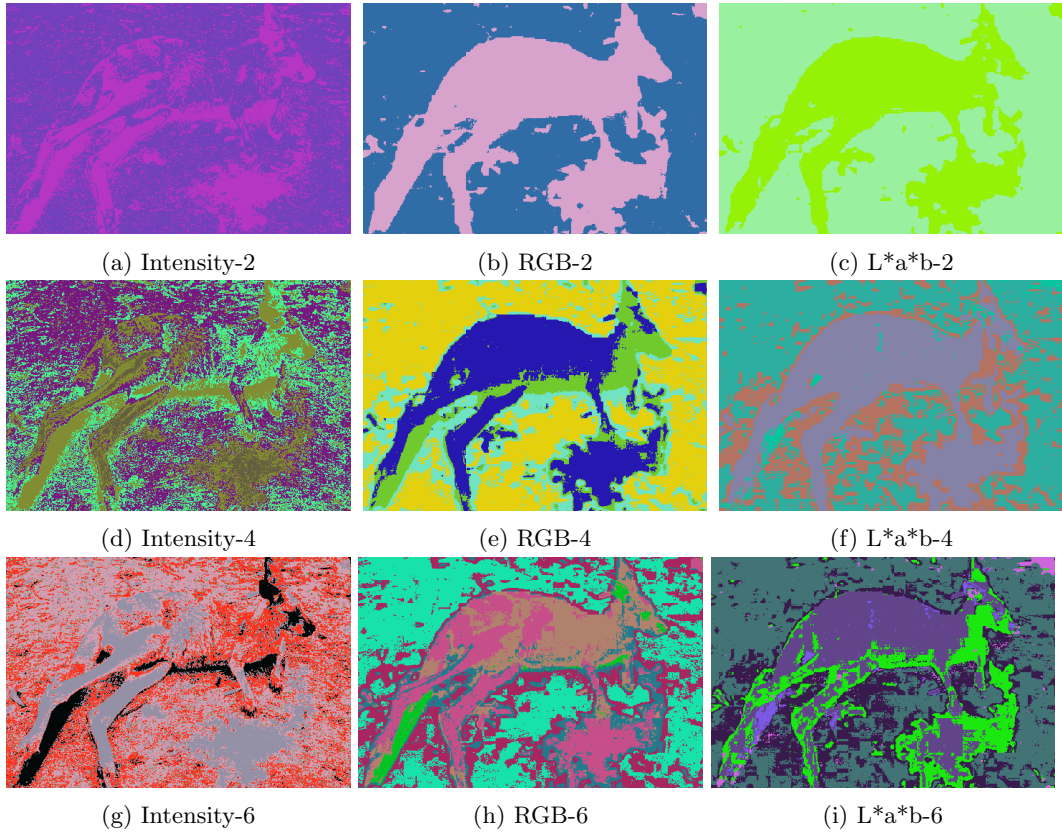 (a) Intensity-2
(b) RGB-2
(c) L*a*b-2
(d) Intensity-4
(e) RGB-4
(f) L*a*b-4
(g) Intensity-6
(h) RGB-6
(i) L*a*b-6